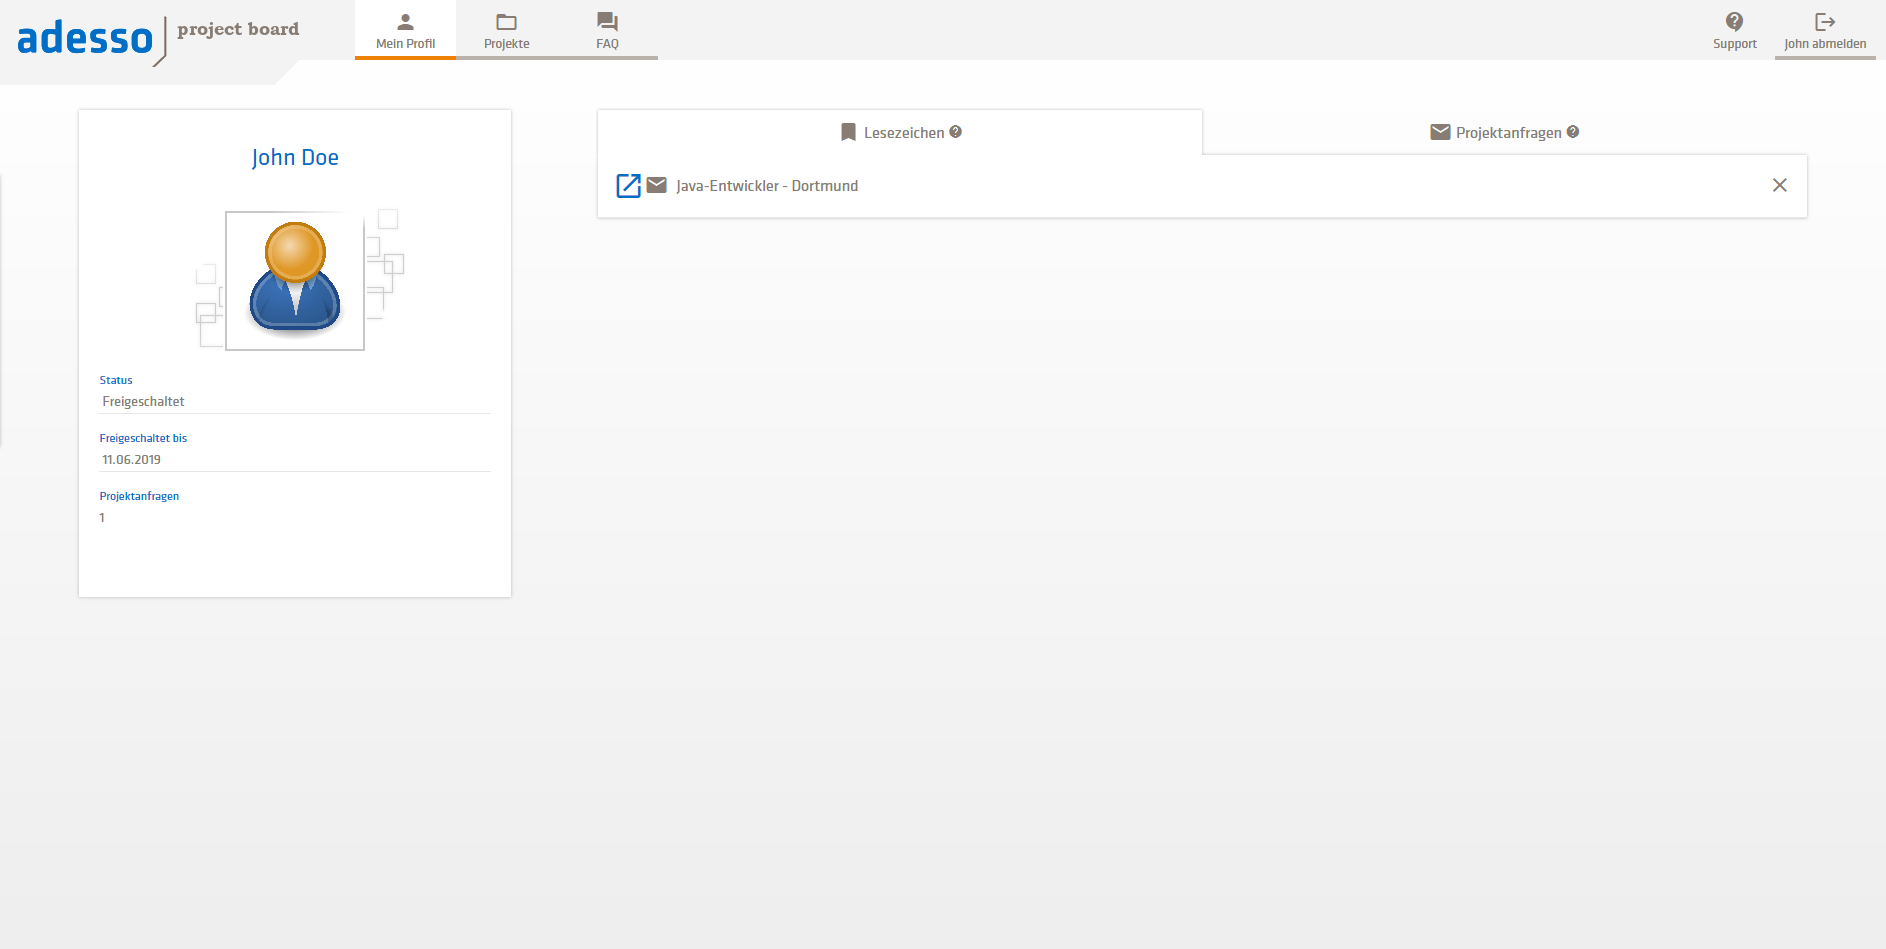 adesso project board
Mein Profil
Projekte
FAQ
Support
John abmelden
John Doe
Status
Freigeschaltet
Freigeschaltet bis
11.06.2019
Projektanfragen
1
Lesezeichen ?
Projektanfragen ?
Java-Entwickler - Dortmund